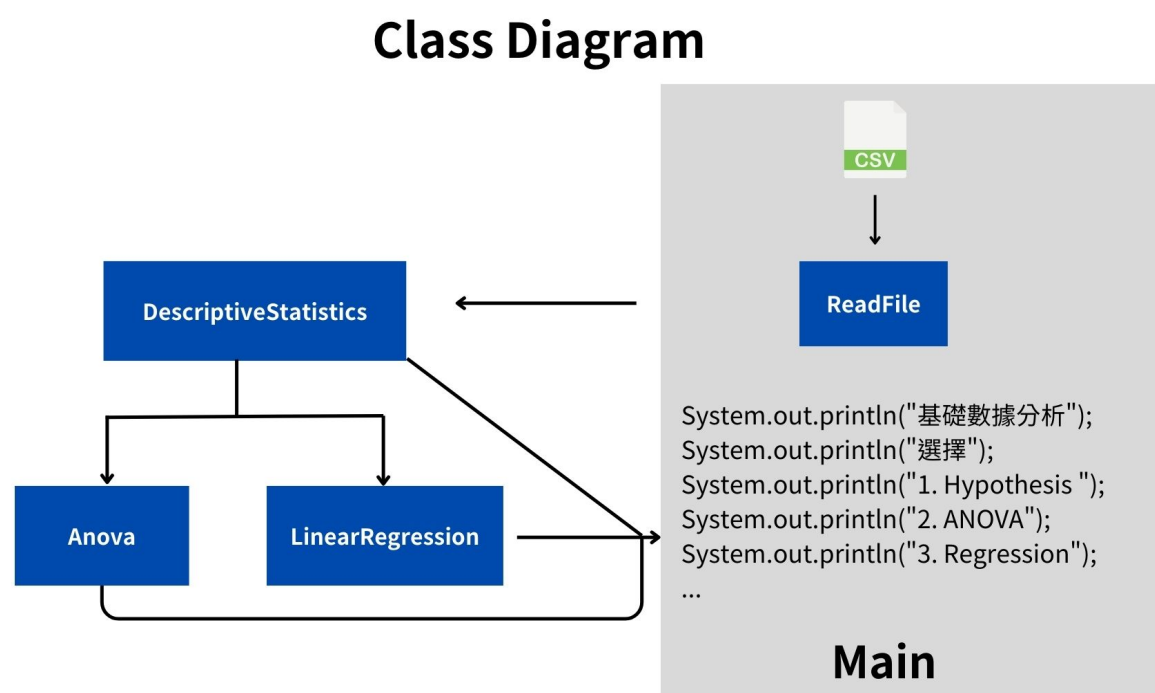 Class Diagram
CSV
ReadFile
DescriptiveStatistics
Anova
LinearRegression
System.out.println("基礎數據分析");
System.out.println("選擇");
System.out.println("1. Hypothesis ");
System.out.println("2. ANOVA");
System.out.println("3. Regression");
...
Main